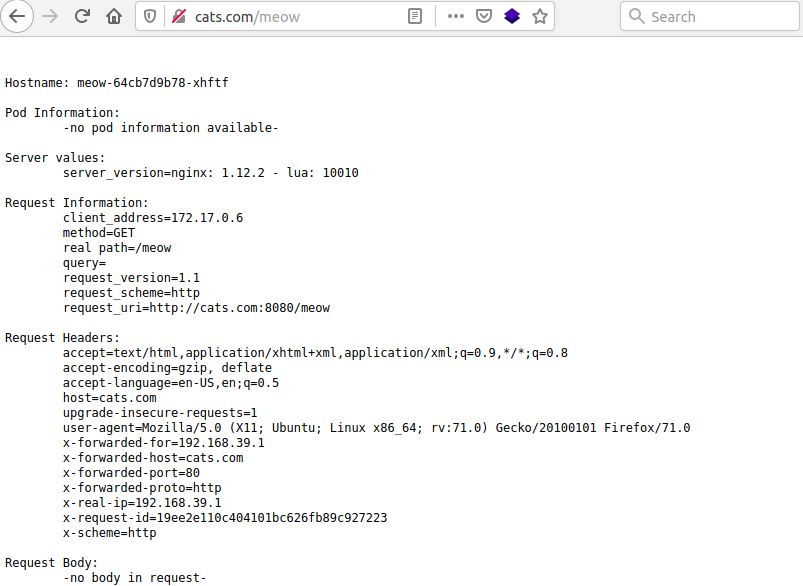 cats.com/meow
Search
Hostname: meow-64cb7d9b78-xhftf
Pod Information:
-no pod information available-
Server values:
server_version=nginx: 1.12.2 - lua: 10010
Request Information:
client_address=172.17.0.6
method=GET
real path=/meow
query=
request_version=1.1
request_scheme=http
request_uri=http://cats.com:8080/meow
Request Headers:
accept=text/html,application/xhtml+xml,application/xml;q=0.9,*/*;q=0.8
accept-encoding=gzip, deflate
accept-language=en-US,en;q=0.5
host=cats.com
upgrade-insecure-requests=1
user-agent=Mozilla/5.0 (X11; Ubuntu; Linux x86_64; rv:71.0) Gecko/20100101 Firefox/71.0
x-forwarded-for=192.168.39.1
x-forwarded-host=cats.com
x-forwarded-port=80
x-forwarded-proto=http
x-real-ip=192.168.39.1
x-request-id=19ee2e110c404101bc626fb89c927223
x-scheme=http
Request Body:
-no body in request-